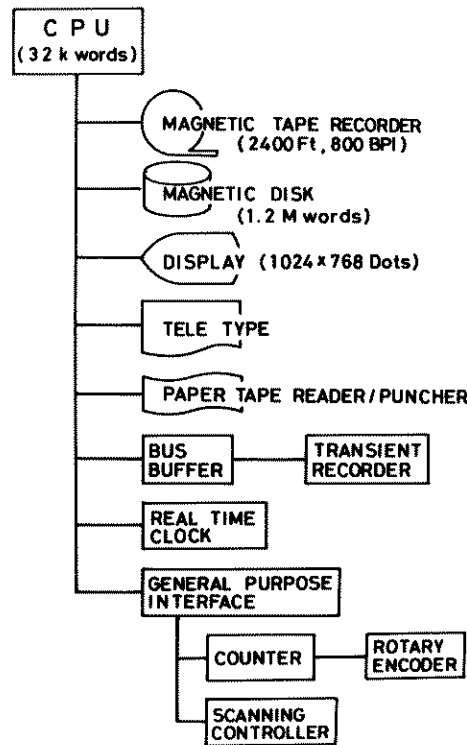 CPU
(32 k words)
MAGNETIC TAPE RECORDER
(2400 Ft, 800 BPI)
MAGNETIC DISK
(1.2 M words)
DISPLAY (1024 x 768 Dots)
TELE TYPE
PAPER TAPE READER / PUNCHER
BUS
BUFFER
TRANSIENT
RECORDER
REAL TIME
CLOCK
GENERAL PURPOSE
INTERFACE
COUNTER
ROTARY
ENCODER
SCANNING
CONTROLLER